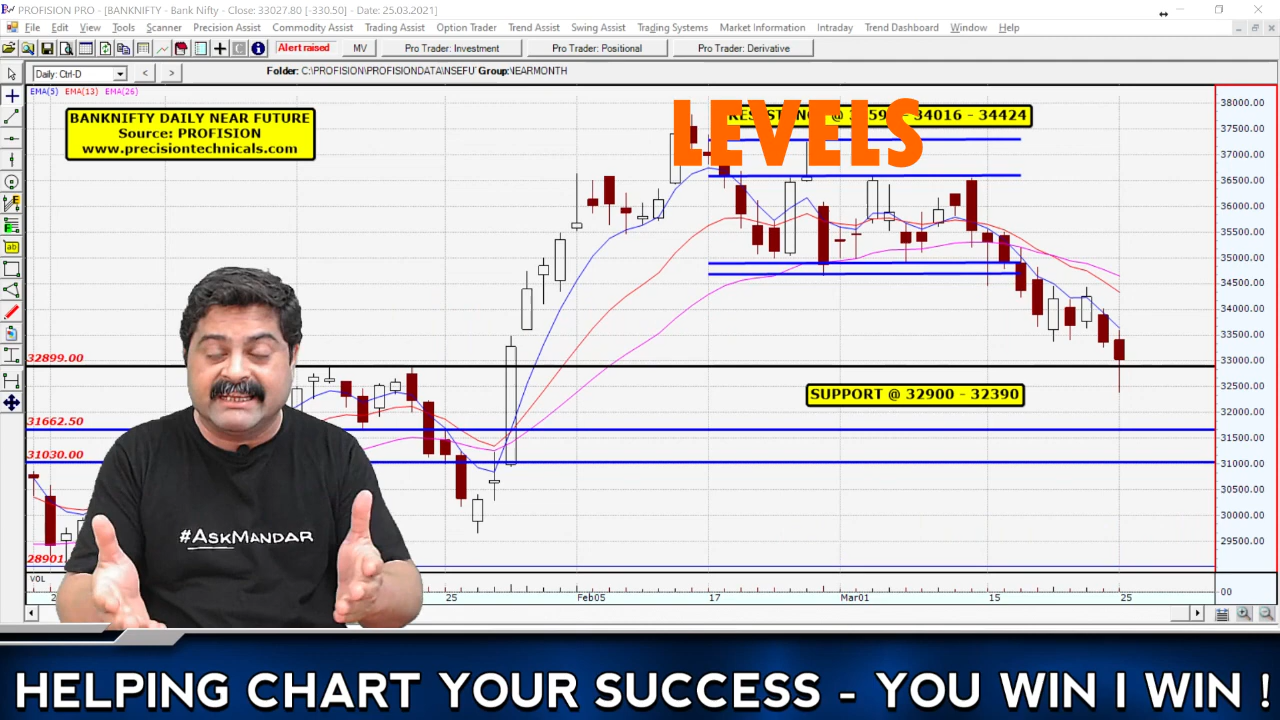 PROFISION PRO - [BANKNIFTY - Bank Nifty - Close: 33027.80 [-330.50] - Date: 25.03.2021]
File Edit View Tools Scanner Precision Assist Commodity Assist Trading Assist Option Trader Trend Assist Swing Assist Trading Systems Market Information Intraday Trend Dashboard Window Help
Alert raised MV Pro Trader: Investment Pro Trader: Positional Pro Trader: Derivative
Daily: Ctrl-D < > Folder: C:\PROFISION\PROFISIONDATA\NSEFU Group: NEARMONTH
EMA(5) EMA(13) EMA(26)
BANKNIFTY DAILY NEAR FUTURE
Source: PROFISION
www.precisiontechnicals.com
LEVELS
34016 - 34424
38000.00
37500.00
37000.00
36500.00
36000.00
35500.00
35000.00
34500.00
34000.00
33500.00
33000.00
32500.00
32000.00
31500.00
31000.00
30500.00
30000.00
29500.00
32899.00
SUPPORT @ 32900 - 32390
31662.50
31030.00
28901
#AskMandar
VOL
00
25 Feb05 17 Mar01 15 25
HELPING CHART YOUR SUCCESS - YOU WIN I WIN !